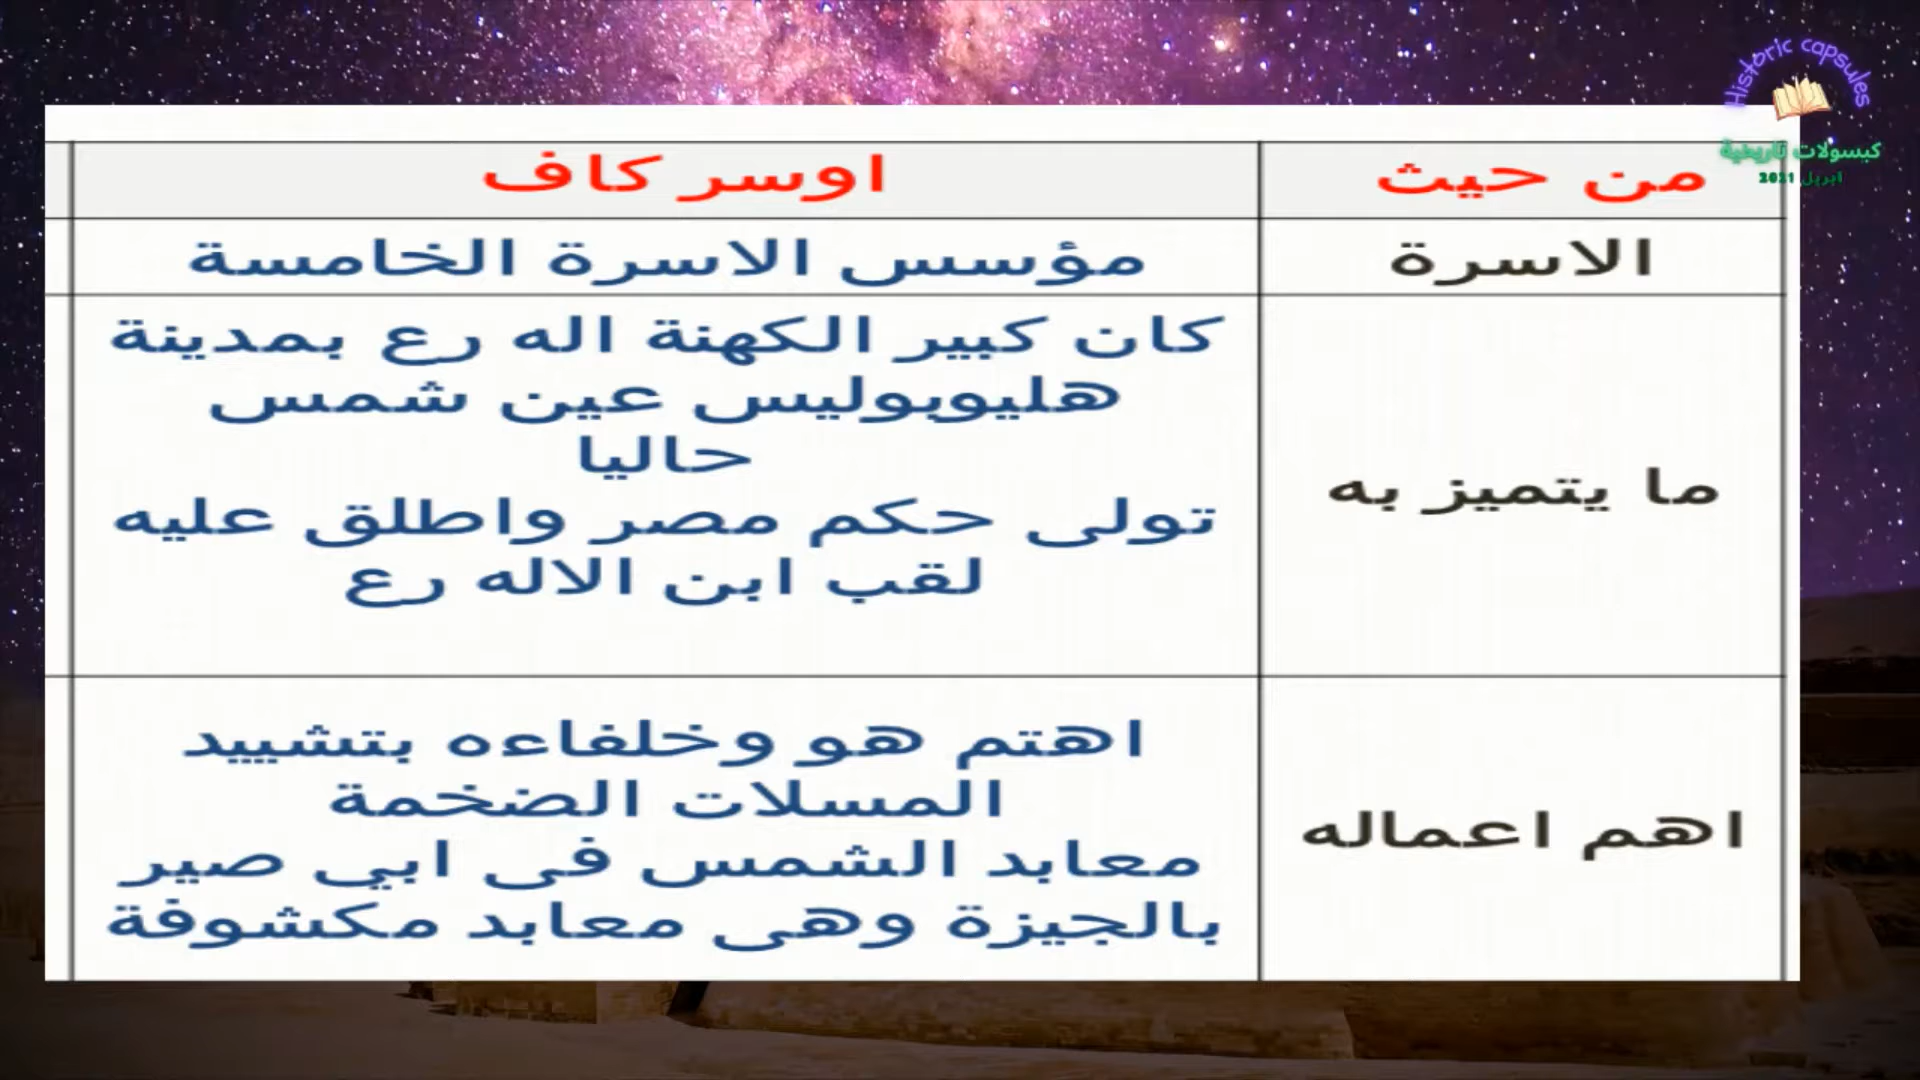 Historic capsules
كبسولات تاريخية
ابريل 2021
من حيث
اوسر كاف
الاسرة
مؤسس الاسرة الخامسة
ما يتميز به
كان كبير الكهنة اله رع بمدينة
هليوبوليس عين شمس
حاليا
تولى حكم مصر واطلق عليه
لقب ابن الاله رع
اهم اعماله
اهتم هو وخلفاءه بتشييد
المسلات الضخمة
معابد الشمس فى ابي صير
بالجيزة وهى معابد مكشوفة